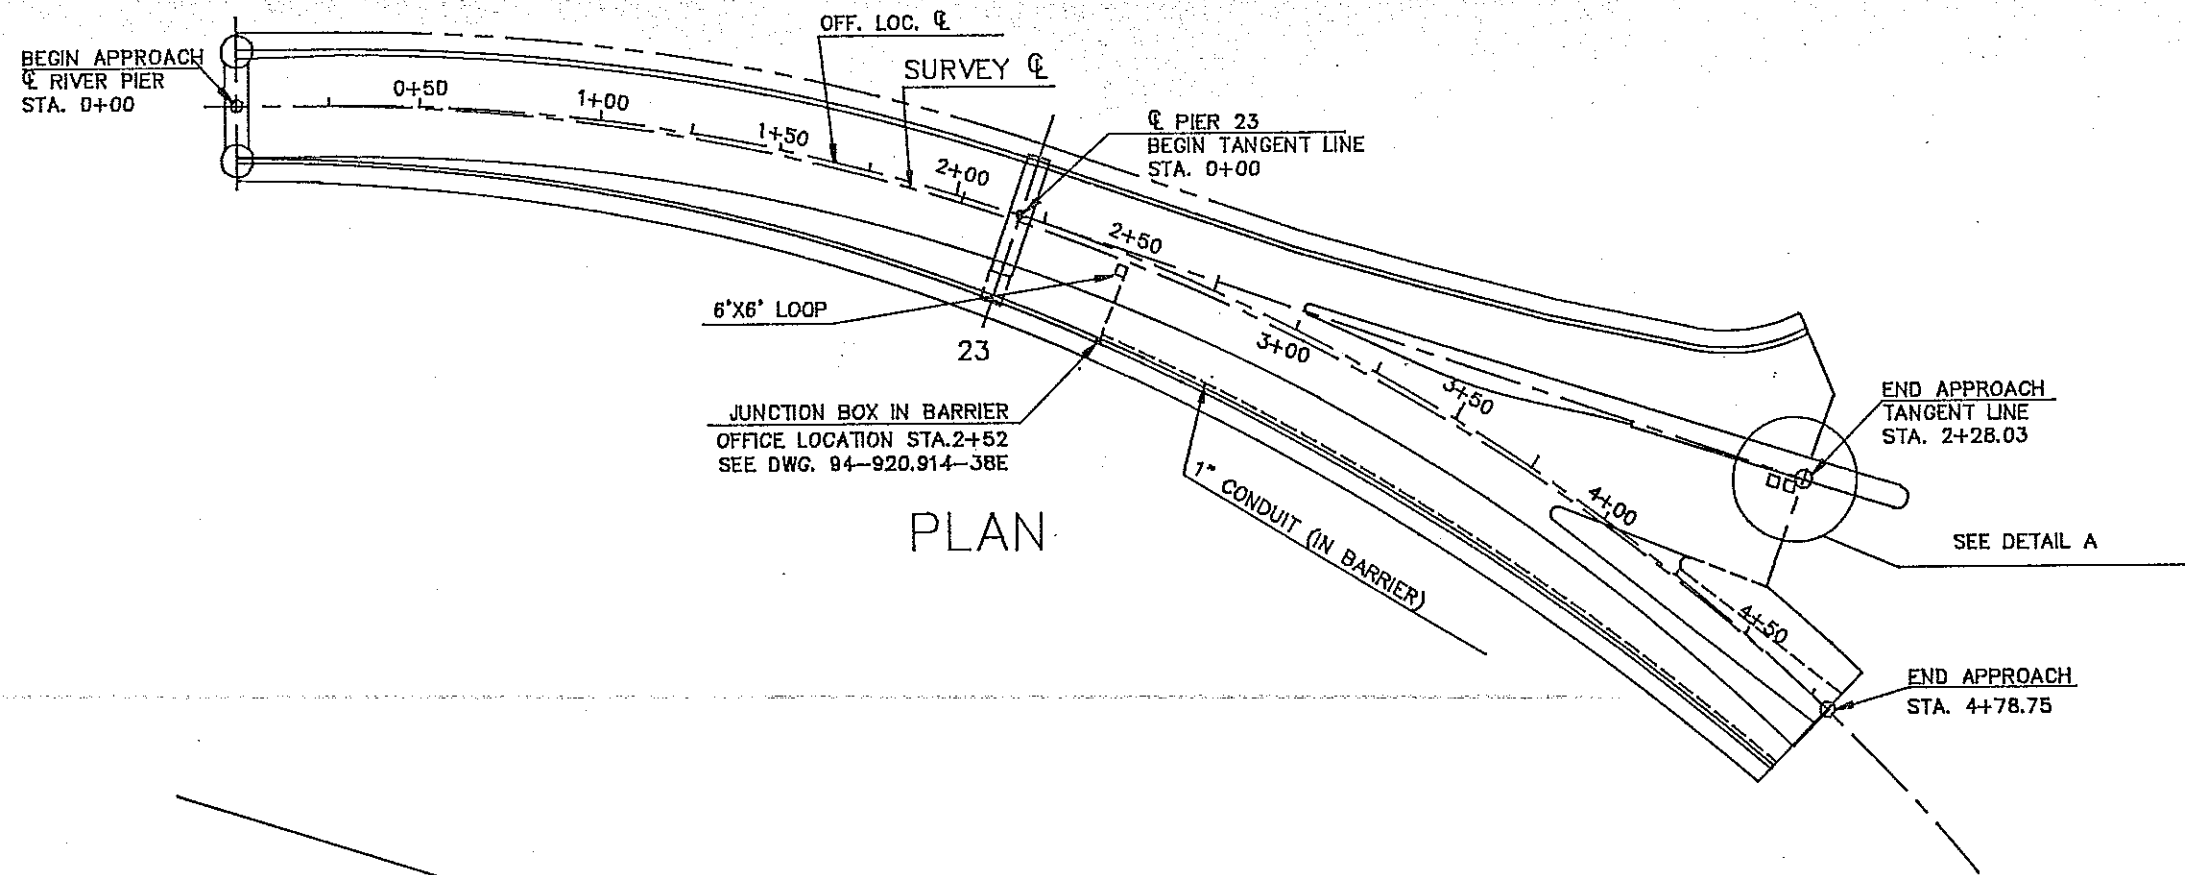 OFF. LOC. ℄
SURVEY ℄
BEGIN APPROACH
℄ RIVER PIER
STA. 0+00
0+50
1+00
1+50
2+00
℄ PIER 23
BEGIN TANGENT LINE
STA. 0+00
2+50
6'X6' LOOP
23
3+00
3+50
JUNCTION BOX IN BARRIER
OFFICE LOCATION STA.2+52
SEE DWG. 94-920.914-38E
END APPROACH
TANGENT LINE
STA. 2+28.03
1" CONDUIT (IN BARRIER)
PLAN
4+00
SEE DETAIL A
4+50
END APPROACH
STA. 4+78.75